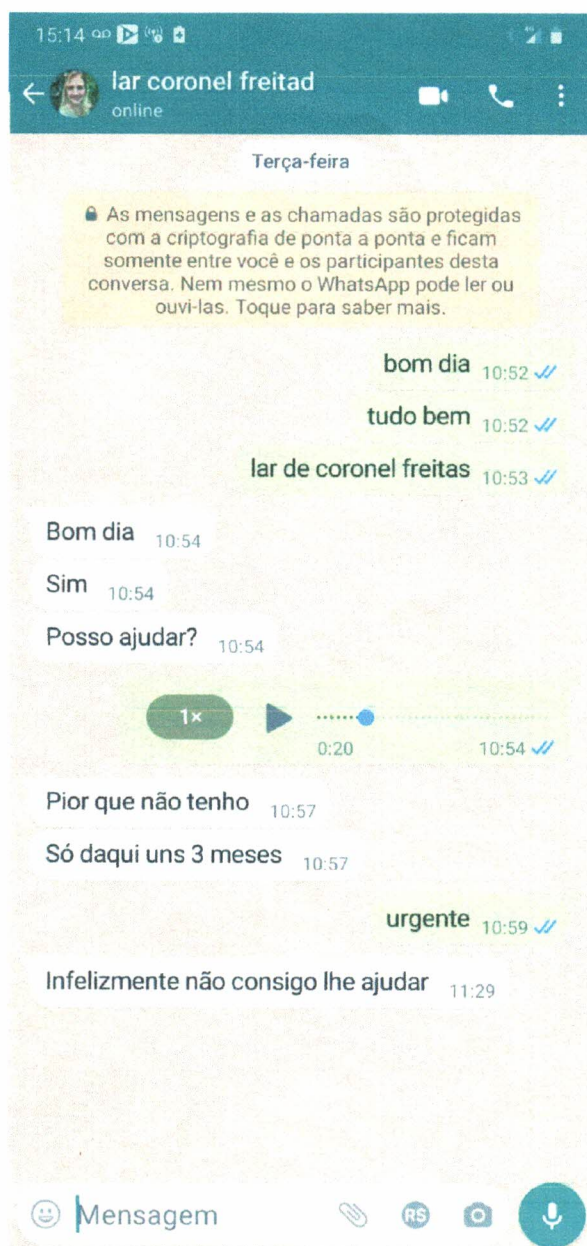 15:14
lar coronel freitad
online
Terça-feira
As mensagens e as chamadas são protegidas
com a criptografia de ponta a ponta e ficam
somente entre você e os participantes desta
conversa. Nem mesmo o WhatsApp pode ler ou
ouvi-las. Toque para saber mais.
bom dia 10:52
tudo bem 10:52
lar de coronel freitas 10:53
Bom dia 10:54
Sim 10:54
Posso ajudar? 10:54
1×
0:20 10:54
Pior que não tenho 10:57
Só daqui uns 3 meses 10:57
urgente 10:59
Infelizmente não consigo lhe ajudar 11:29
Mensagem R$